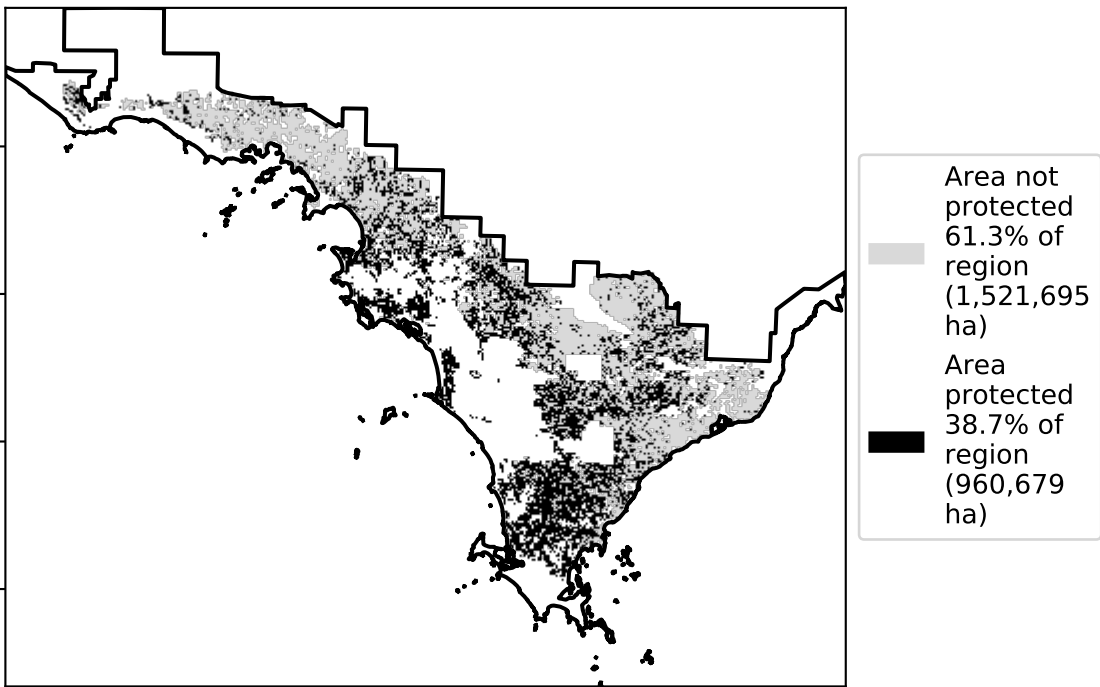 Area not
protected
61.3% of
region
(1,521,695
ha)
Area
protected
38.7% of
region
(960,679
ha)